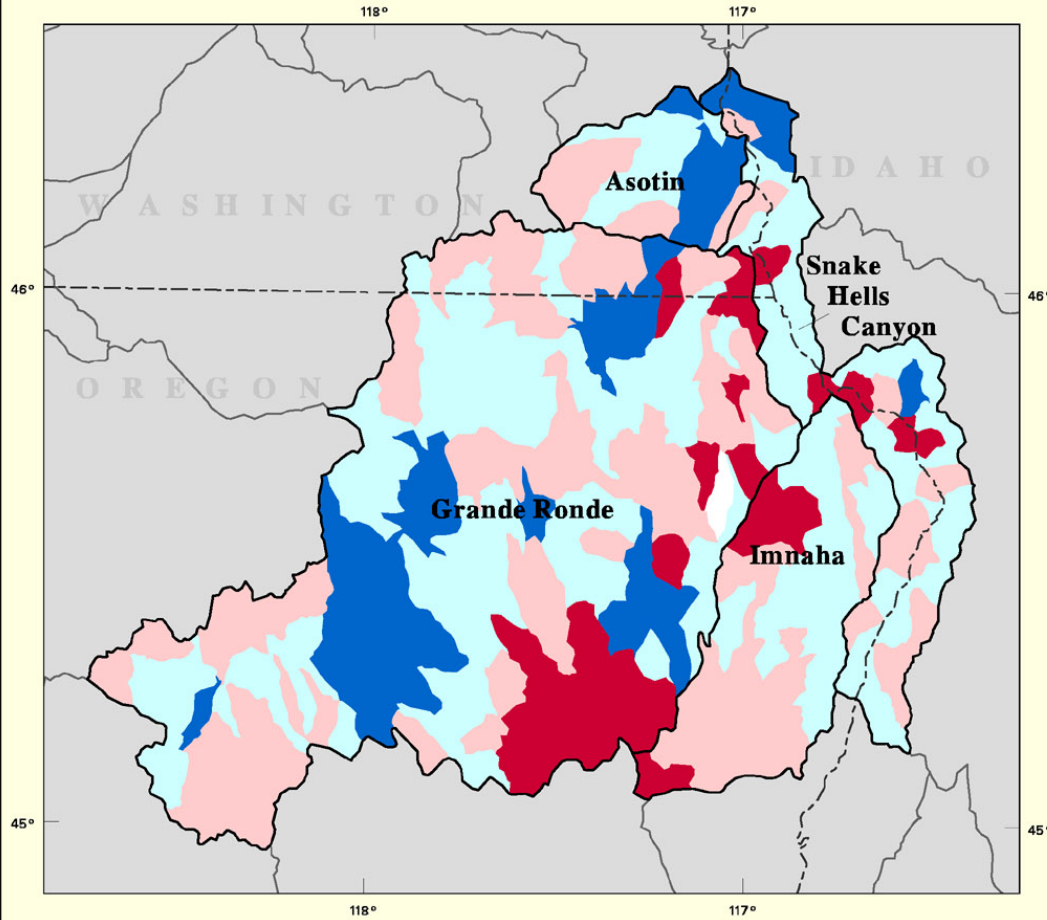 118°
117°
Asotin
IDAHO
WASHINGTON
Snake
Hells
Canyon
46°
46°
OREGON
Grande Ronde
Imnaha
45°
45°
118°
117°